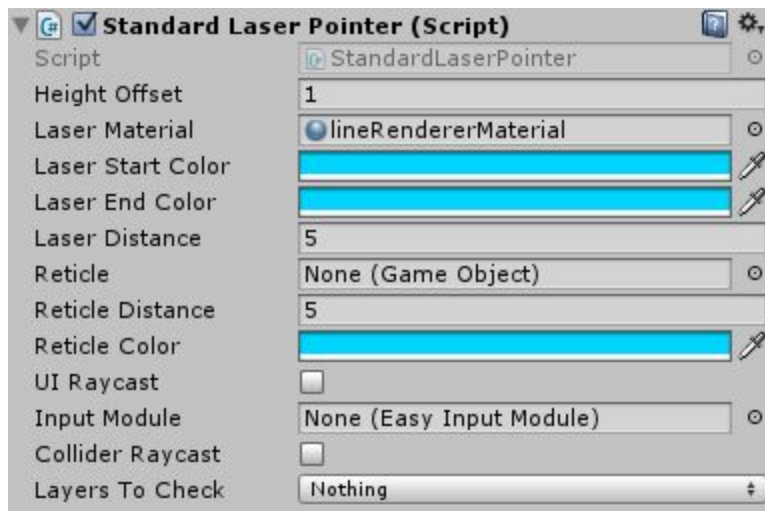 Standard Laser Pointer (Script)
Script StandardLaserPointer
Height Offset 1
Laser Material lineRendererMaterial
Laser Start Color
Laser End Color
Laser Distance 5
Reticle None (Game Object)
Reticle Distance 5
Reticle Color
UI Raycast
Input Module None (Easy Input Module)
Collider Raycast
Layers To Check Nothing